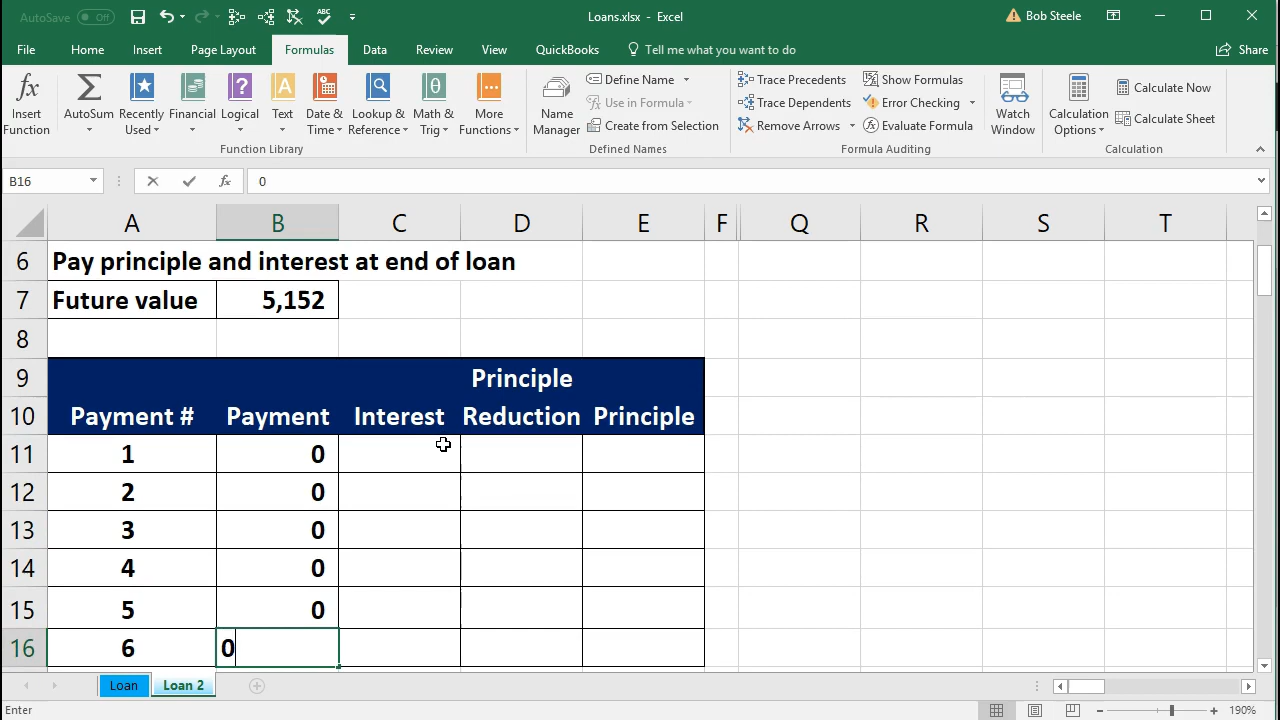 AutoSave Off Loans.xlsx - Excel Bob Steele
File Home Insert Page Layout Formulas Data Review View QuickBooks Tell me what you want to do Share
fx Insert Function
Σ AutoSum
Recently Used
Financial
? Logical
A Text
Date & Time
Lookup & Reference
θ Math & Trig
More Functions
Function Library
Name Manager
Define Name
Use in Formula
Create from Selection
Defined Names
Trace Precedents
Trace Dependents
Remove Arrows
Show Formulas
Error Checking
Evaluate Formula
Formula Auditing
Watch Window
Calculation Options
Calculate Now
Calculate Sheet
Calculation
B16 fx 0
A B C D E F Q R S T
6 Pay principle and interest at end of loan
7 Future value 5,152
8
9 Principle
10 Payment # Payment Interest Reduction Principle
11 1 0
12 2 0
13 3 0
14 4 0
15 5 0
16 6 0
Loan Loan 2
Enter 190%